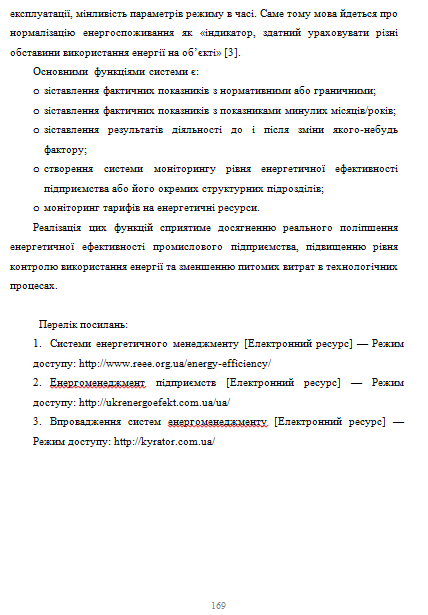 експлуатації, мінливість параметрів режиму в часі. Саме тому мова йдеться про
нормалізацію енергоспоживання як «індикатор, здатний ураховувати різні
обставини використання енергії на об’єкті» [3].
Основними функціями системи є:
o зіставлення фактичних показників з нормативними або граничними;
o зіставлення фактичних показників з показниками минулих місяців/років;
o зіставлення результатів діяльності до і після зміни якого-небудь
фактору;
o створення системи моніторингу рівня енергетичної ефективності
підприємства або його окремих структурних підрозділів;
o моніторинг тарифів на енергетичні ресурси.
Реалізація цих функцій сприятиме досягненню реального поліпшення
енергетичної ефективності промислового підприємства, підвищенню рівня
контролю використання енергії та зменшенню питомих витрат в технологічних
процесах.
Перелік посилань:
1. Системи енергетичного менеджменту [Електронний ресурс] — Режим
доступу: http://www.reee.org.ua/energy-efficiency/
2. Енергоменеджмент підприємств [Електронний ресурс] — Режим
доступу: http://ukrenergoefekt.com.ua/ua/
3. Впровадження систем енергоменеджменту [Електронний ресурс] —
Режим доступу: http://kyrator.com.ua/
169